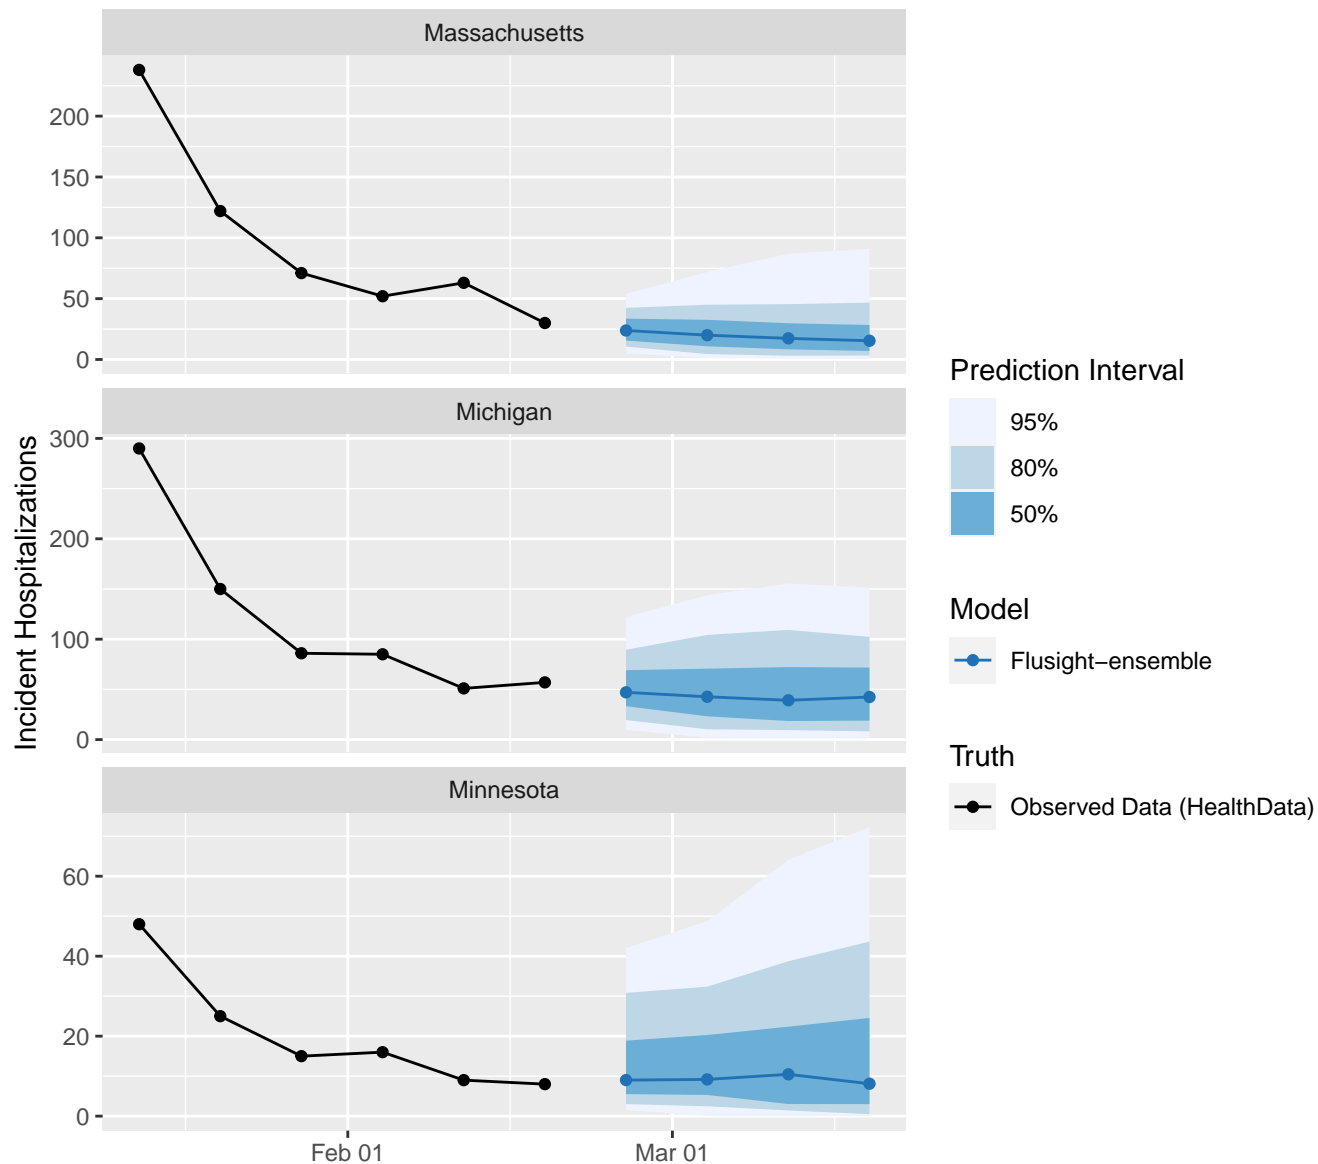 Massachusetts
200
150
100
50
0
Michigan
300
200
100
0
Minnesota
60
40
20
0
Feb 01
Mar 01
Incident Hospitalizations
Prediction Interval
95%
80%
50%
Model
Flusight−ensemble
Truth
Observed Data (HealthData)